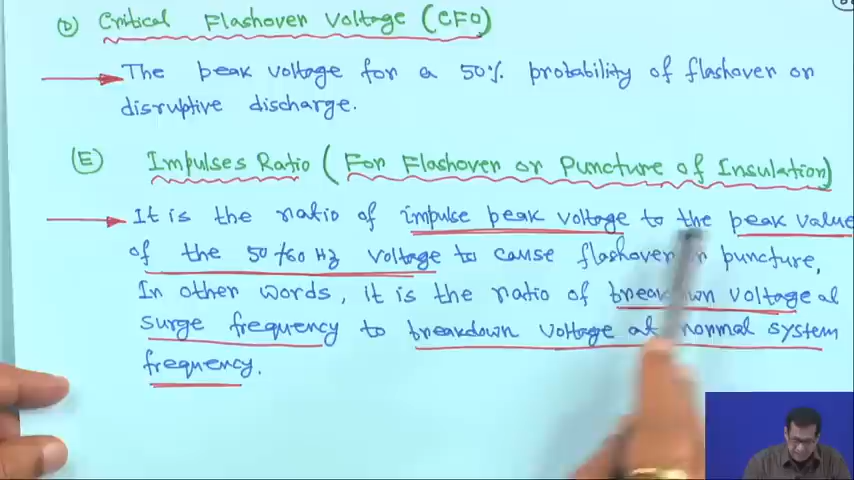 (D) Critical Flashover Voltage (CFO)
The peak voltage for a 50% probability of flashover or
disruptive discharge.
(E) Impulses Ratio (For Flashover or Puncture of Insulation)
It is the ratio of impulse peak voltage to the peak value
of the 50/60 Hz voltage to cause flashover puncture,
In other words, it is the ratio of breakdown voltage at
surge frequency to breakdown voltage at normal system
frequency.